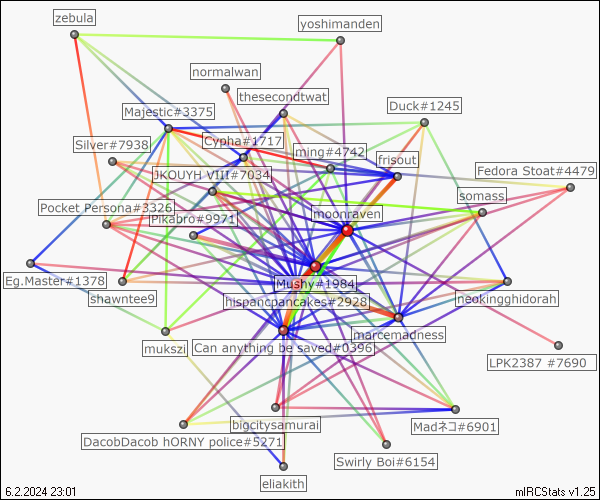 zebula
yoshimanden
normalwan
thesecondtwat
Majestic#3375
Duck#1245
Silver#7938
Cypha#1717
ming#4742
frisout
JKOUYH VIII#7034
Fedora Stoat#4479
somass
Pocket Persona#3326
Pikabro#9971
moonraven
Eg.Master#1378
Mushy#1984
shawntee9
hispancpancakes#2928
neokingghidorah
mukszi
Can anything be saved#0396
marcemadness
LPK2387 #7690
bigcitysamurai
Madネコ#6901
DacobDacob hORNY police#5271
Swirly Boi#6154
eliakith
6.2.2024 23:01
mIRCStats v1.25